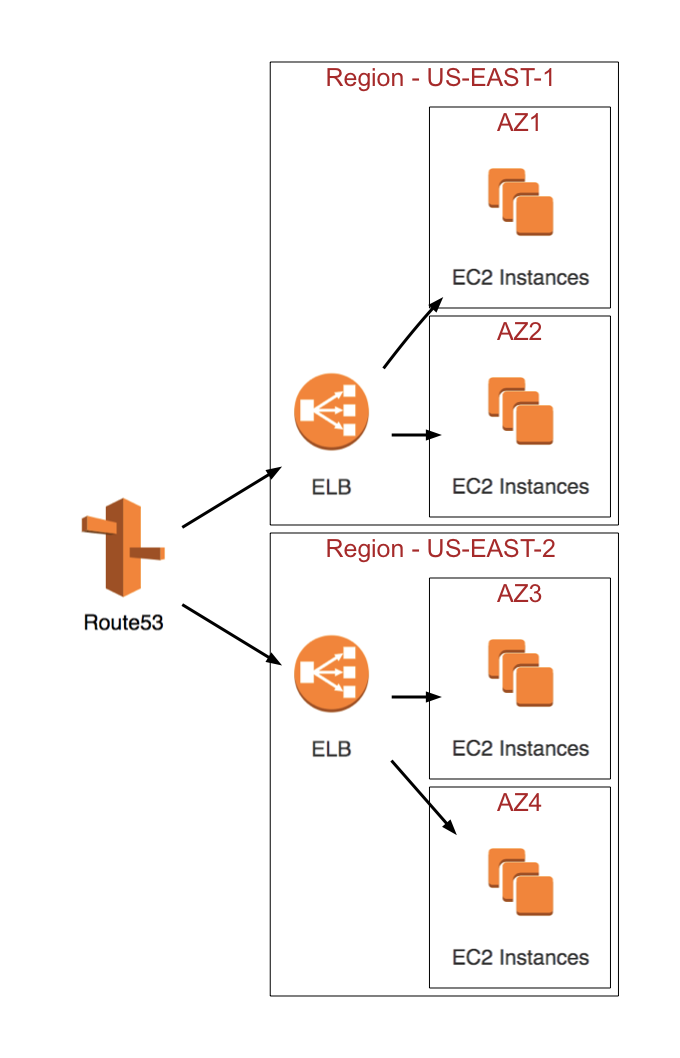 Region - US-EAST-1
AZ1
EC2 Instances
AZ2
EC2 Instances
ELB
Route53
Region - US-EAST-2
AZ3
EC2 Instances
ELB
AZ4
EC2 Instances